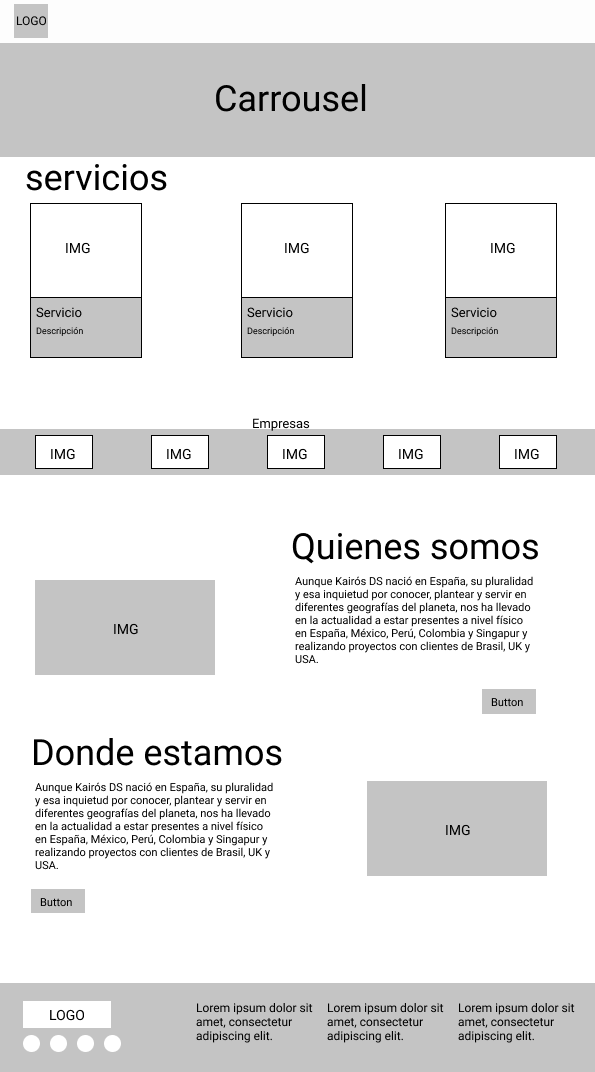 LOGO
Carrousel
servicios
IMG
IMG
IMG
Servicio
Descripción
Servicio
Descripción
Servicio
Descripción
Empresas
IMG
IMG
IMG
IMG
IMG
Quienes somos
Aunque Kairós DS nació en España, su pluralidad
y esa inquietud por conocer, plantear y servir en
diferentes geografías del planeta, nos ha llevado
en la actualidad a estar presentes a nivel físico
en España, México, Perú, Colombia y Singapur y
realizando proyectos con clientes de Brasil, UK y
USA.
IMG
Button
Donde estamos
Aunque Kairós DS nació en España, su pluralidad
y esa inquietud por conocer, plantear y servir en
diferentes geografías del planeta, nos ha llevado
en la actualidad a estar presentes a nivel físico
en España, México, Perú, Colombia y Singapur y
realizando proyectos con clientes de Brasil, UK y
USA.
IMG
Button
LOGO
Lorem ipsum dolor sit
amet, consectetur
adipiscing elit.
Lorem ipsum dolor sit
amet, consectetur
adipiscing elit.
Lorem ipsum dolor sit
amet, consectetur
adipiscing elit.